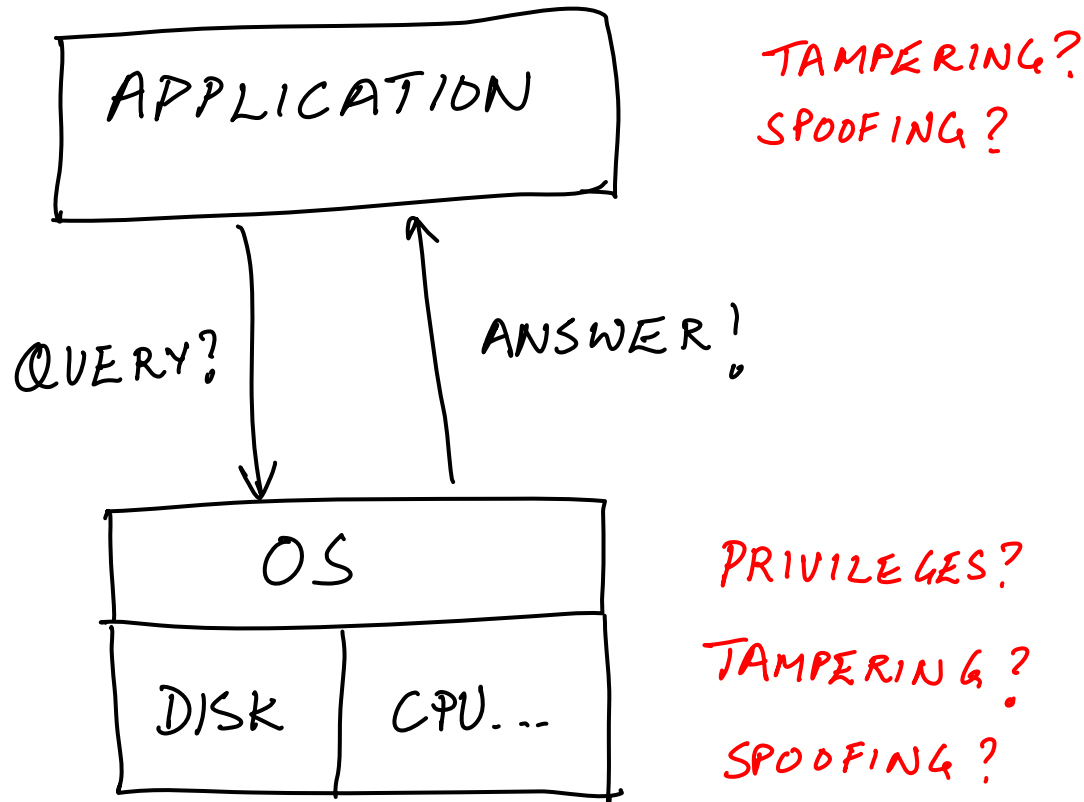 APPLICATION
TAMPERING?
SPOOFING?
QUERY?
ANSWER!
OS
PRIVILEGES?
DISK
CPU...
TAMPERING?
SPOOFING?